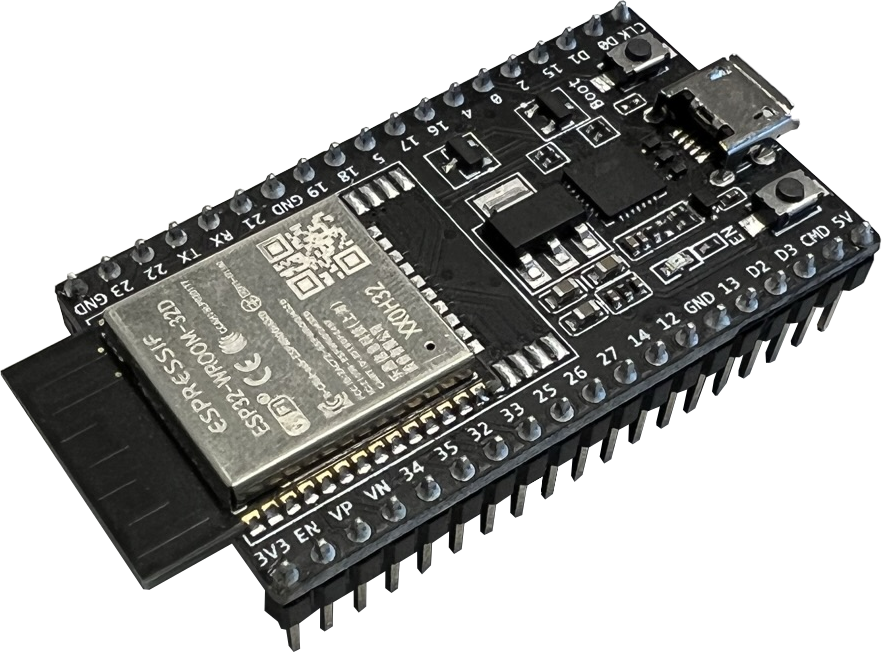 CLK
D0
D1
15
2
0
4
16
17
5
18
19
GND
21
RX
TX
22
23
GND
Boot
EN
ESPRESSIF
ESP32-WROOM-32D
CE
XX0H32
3V3
EN
VP
VN
34
35
32
33
25
26
27
14
12
GND
13
D2
D3
CMD
5V